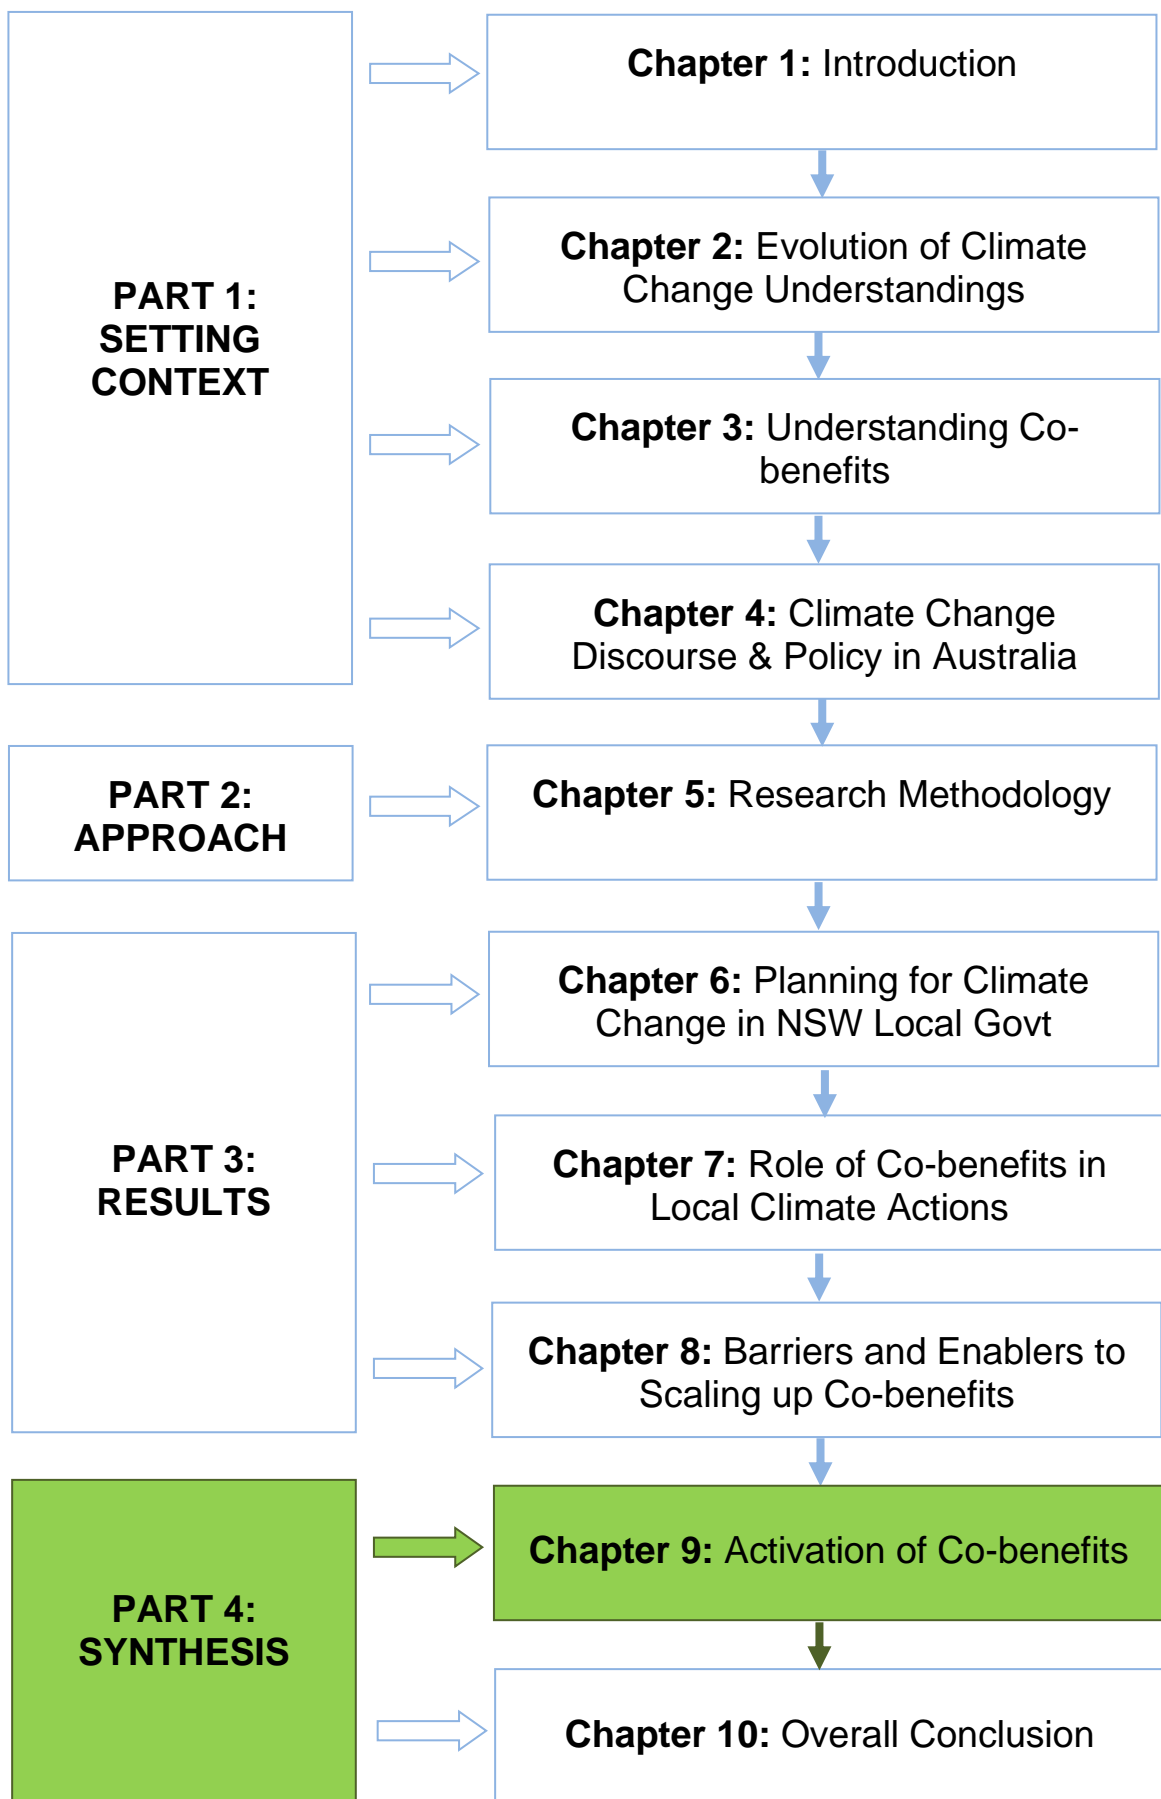 Chapter 1: Introduction
Chapter 2: Evolution of Climate
Change Understandings
PART 1:
SETTING
CONTEXT
Chapter 3: Understanding Co-
benefits
Chapter 4: Climate Change
Discourse & Policy in Australia
PART 2:
APPROACH
Chapter 5: Research Methodology
Chapter 6: Planning for Climate
Change in NSW Local Govt
PART 3:
RESULTS
Chapter 7: Role of Co-benefits in
Local Climate Actions
Chapter 8: Barriers and Enablers to
Scaling up Co-benefits
Chapter 9: Activation of Co-benefits
PART 4:
SYNTHESIS
Chapter 10: Overall Conclusion